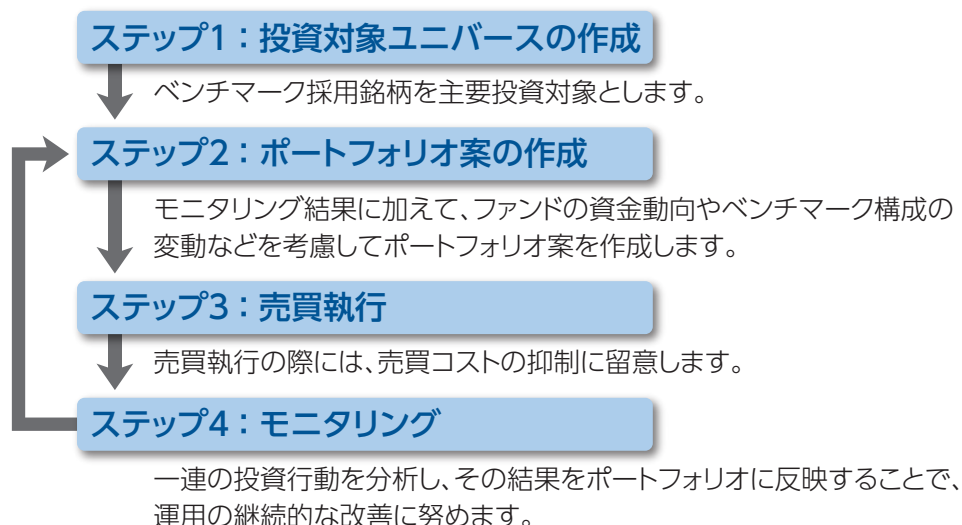 ステップ1：投資対象ユニバースの作成
ベンチマーク採用銘柄を主要投資対象とします。
ステップ2：ポートフォリオ案の作成
モニタリング結果に加えて、ファンドの資金動向やベンチマーク構成の
変動などを考慮してポートフォリオ案を作成します。
ステップ3：売買執行
売買執行の際には、売買コストの抑制に留意します。
ステップ4：モニタリング
一連の投資行動を分析し、その結果をポートフォリオに反映することで、
運用の継続的な改善に努めます。